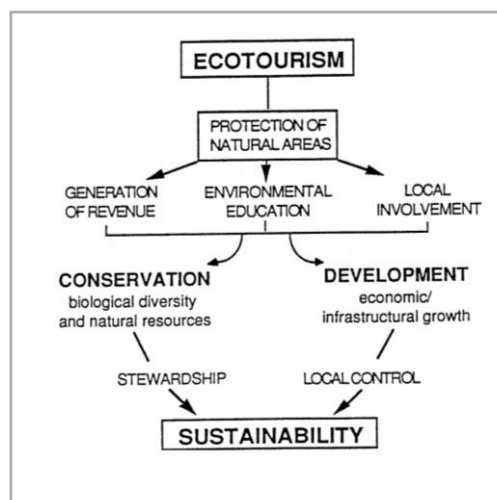 ECOTOURISM
PROTECTION OF
NATURAL AREAS
GENERATION
OF REVENUE
ENVIRONMENTAL
EDUCATION
LOCAL
INVOLVEMENT
CONSERVATION
biological diversity
and natural resources
DEVELOPMENT
economic/
infrastructural growth
STEWARDSHIP
LOCAL CONTROL
SUSTAINABILITY